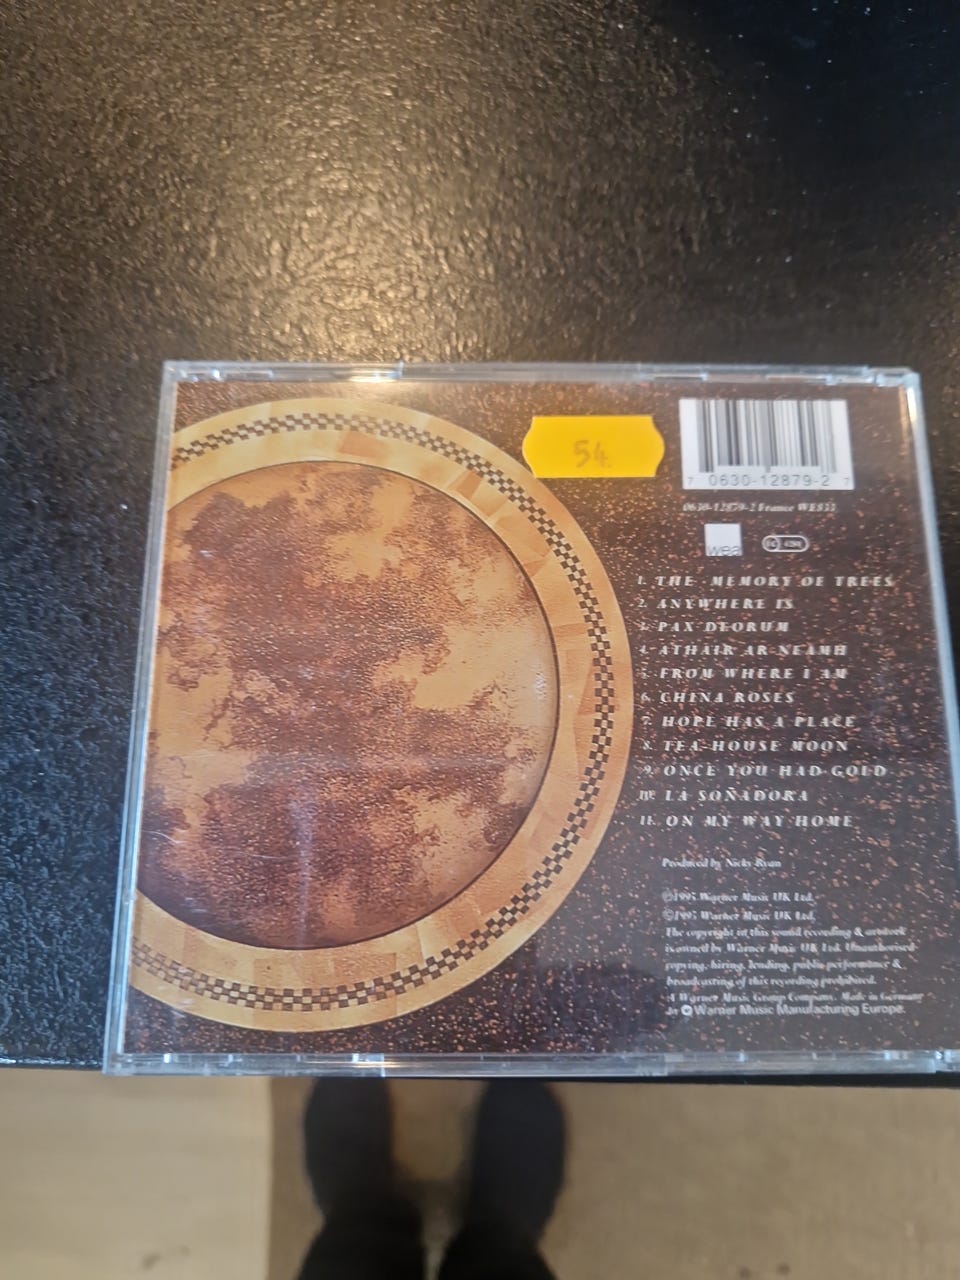 54
7 0630-12879-2 7
0630-12879-2 France WE833
wea
LC 4281
1. THE MEMORY OF TREES
2. ANYWHERE IS
3. PAX DEORUM
4. ATHAIR AR NEAMH
5. FROM WHERE I AM
6. CHINA ROSES
7. HOPE HAS A PLACE
8. TEA-HOUSE MOON
9. ONCE YOU HAD GOLD
10. LA SOÑADORA
11. ON MY WAY HOME
Produced by Nicky Ryan
℗1995 Warner Music UK Ltd.
©1995 Warner Music UK Ltd.
The copyright in this sound recording & artwork
is owned by Warner Music UK Ltd. Unauthorised
copying, hiring, lending, public performance &
broadcasting of this recording prohibited.
A Warner Music Group Company. Made in Germany
by Warner Music Manufacturing Europe.